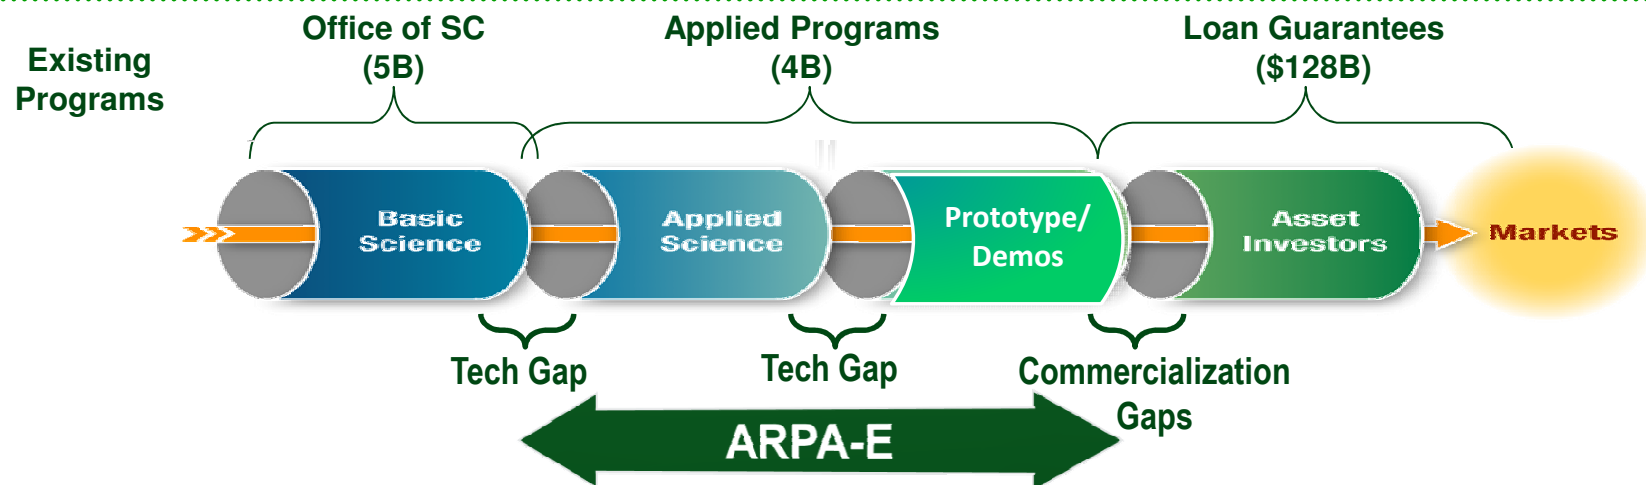 Existing
Programs
Office of SC
(5B)
Applied Programs
(4B)
Loan Guarantees
($128B)
Basic
Science
Applied
Science
Prototype/
Demos
Asset
Investors
Markets
Tech Gap
Tech Gap
Commercialization
Gaps
ARPA-E